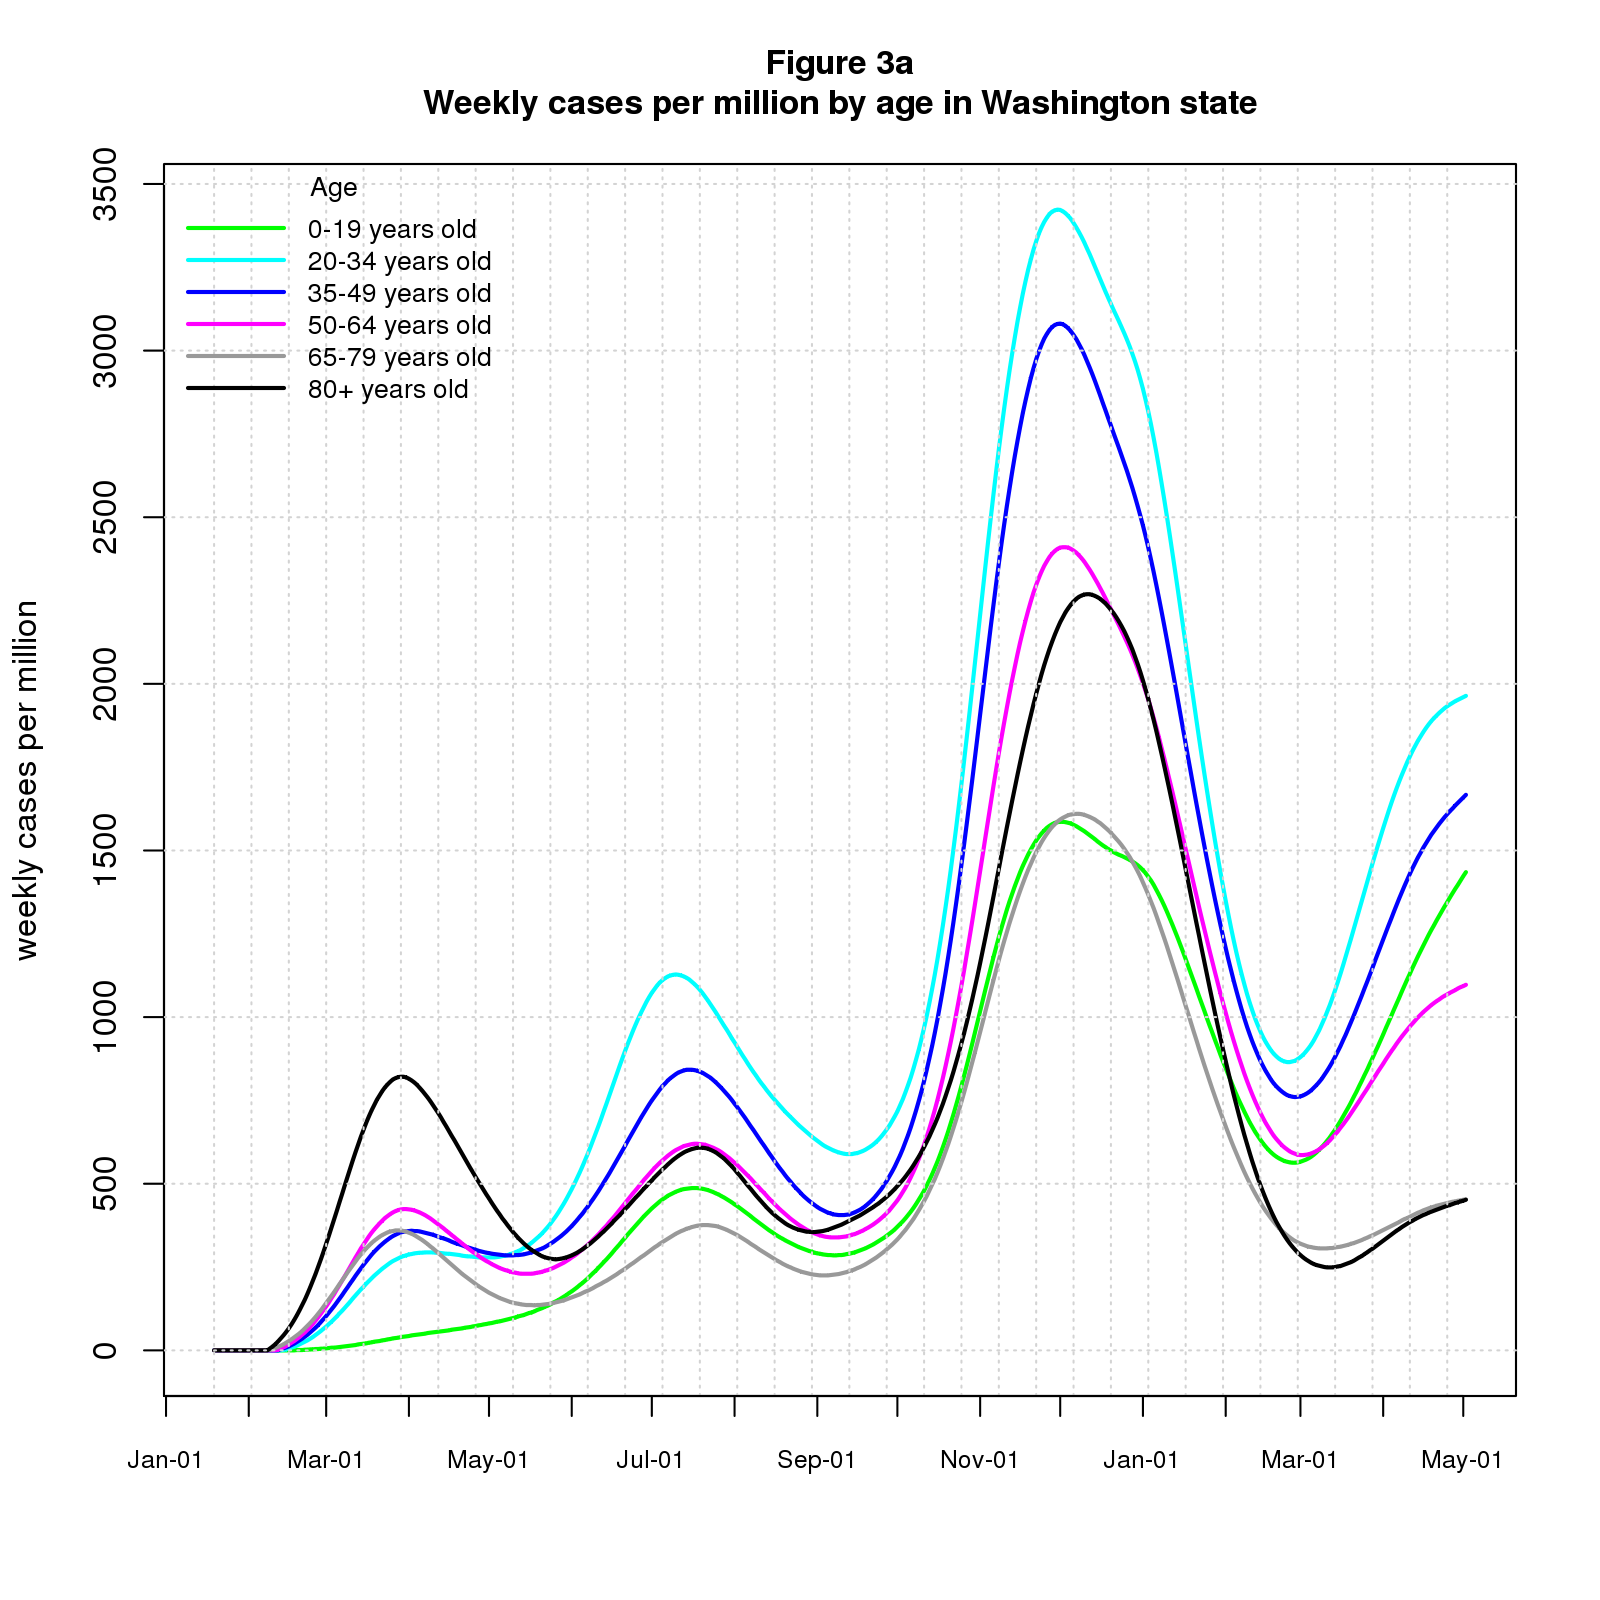 Figure 3a
Weekly cases per million by age in Washington state
Age
0-19 years old
20-34 years old
35-49 years old
50-64 years old
65-79 years old
80+ years old
weekly cases per million
3500
3000
2500
2000
1500
1000
500
0
Jan-01 Mar-01 May-01 Jul-01 Sep-01 Nov-01 Jan-01 Mar-01 May-01